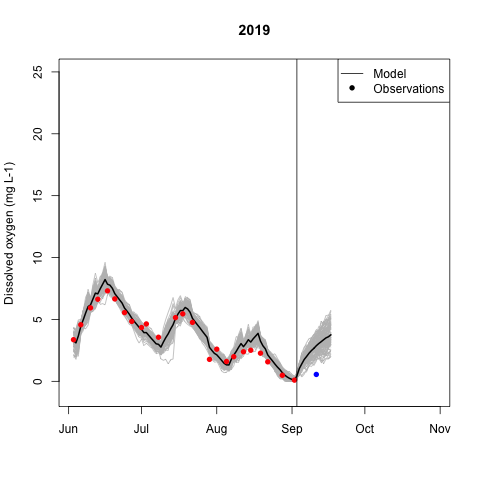 2019
Dissolved oxygen (mg L-1)
25
20
15
10
5
0
Model
Observations
Jun Jul Aug Sep Oct Nov